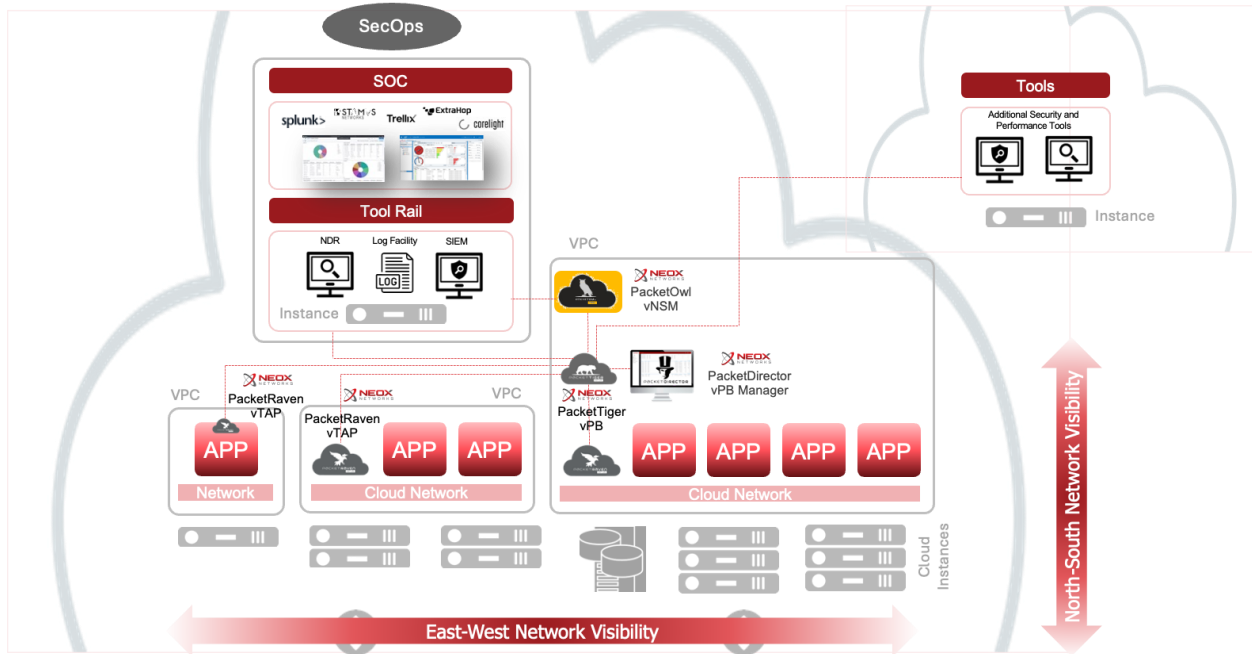 SecOps
SOC
splunk>
STAMUS
NETWORKS
Trellix
ExtraHop
corelight
Tool Rail
NDR
Log Facility
SIEM
LOG
Instance
Tools
Additional Security and
Performance Tools
Instance
VPC
NEOX
NETWORKS
PacketOwl
vNSM
NEOX
NETWORKS
PacketDirector
vPB Manager
PACKETDIRECTOR
NEOX
NETWORKS
PacketTiger
vPB
VPC
NEOX
NETWORKS
PacketRaven
vTAP
APP
Network
VPC
NEOX
NETWORKS
PacketRaven
vTAP
APP
APP
Cloud Network
APP
APP
APP
APP
Cloud Network
Cloud
Instances
East-West Network Visibility
North-South Network Visibility